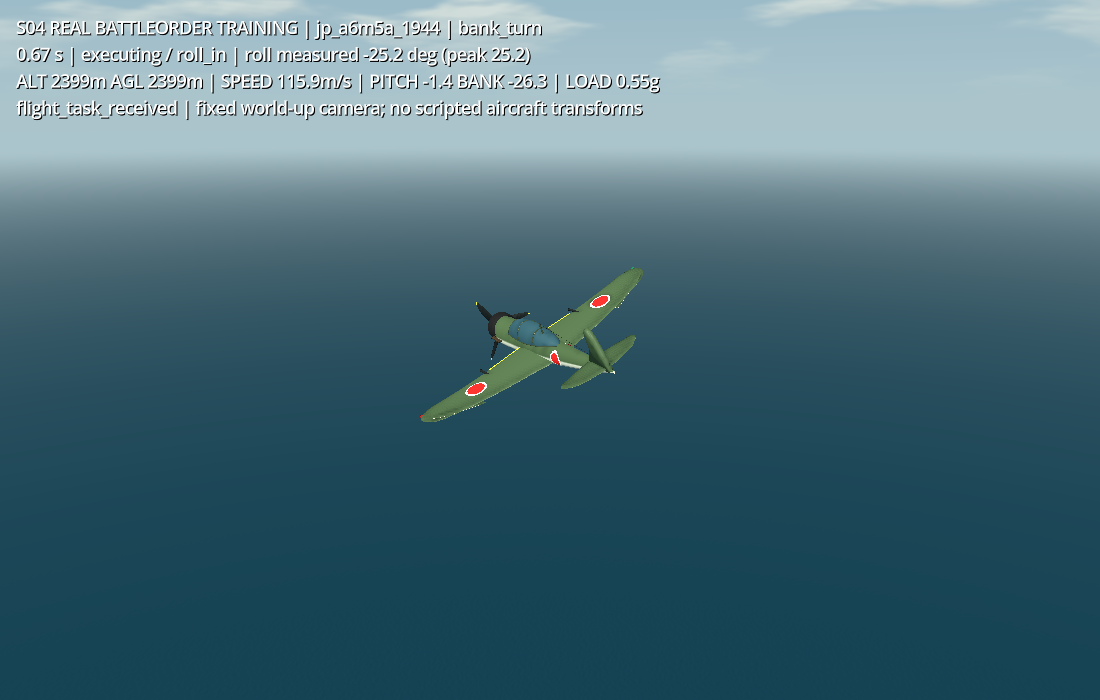 S04 REAL BATTLEORDER TRAINING | jp_a6m5a_1944 | bank_turn
0.67 s | executing / roll_in | roll measured -25.2 deg (peak 25.2)
ALT 2399m AGL 2399m | SPEED 115.9m/s | PITCH -1.4 BANK -26.3 | LOAD 0.55g
flight_task_received | fixed world-up camera; no scripted aircraft transforms